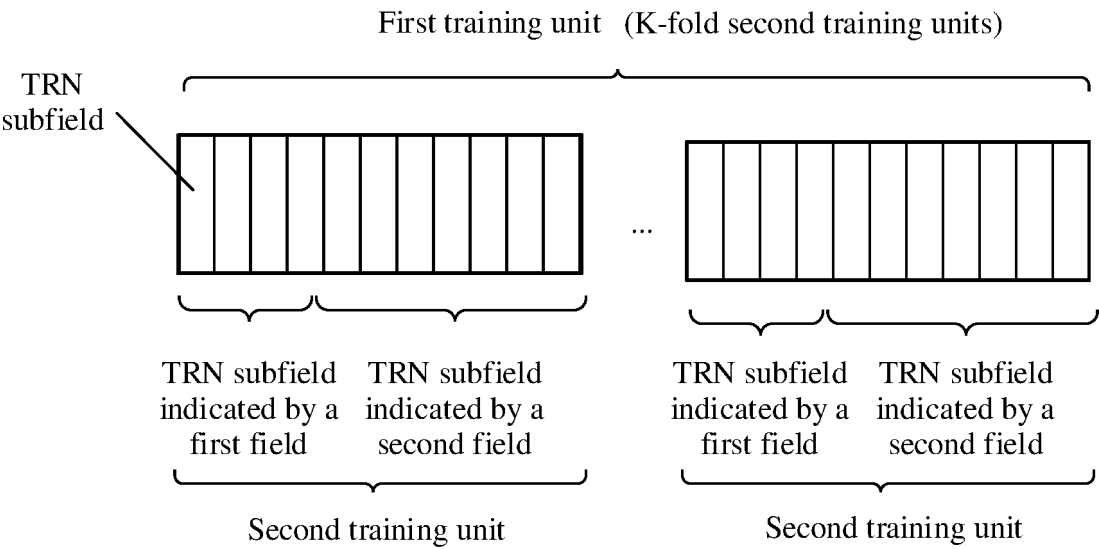 First training unit (K-fold second training units)
TRN
subfield
...
TRN subfield
indicated by a
first field
TRN subfield
indicated by a
second field
TRN subfield
indicated by a
first field
TRN subfield
indicated by a
second field
Second training unit
Second training unit